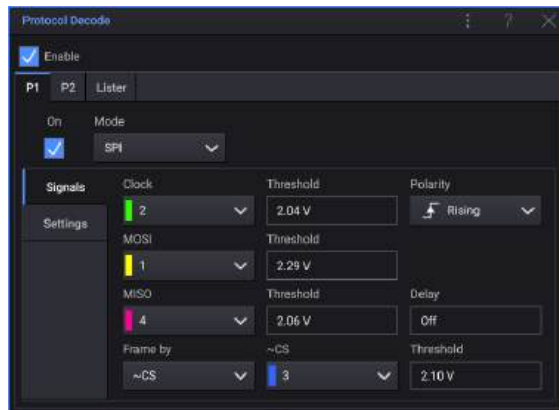 Protocol Decode ?
Enable
P1 P2 Lister
On Mode
SPI
Signals Clock Threshold Polarity
2 2.04 V Rising
Settings
MOSI Threshold
1 2.29 V
MISO Threshold Delay
4 2.06 V Off
Frame by ~CS Threshold
~CS 3 2.10 V